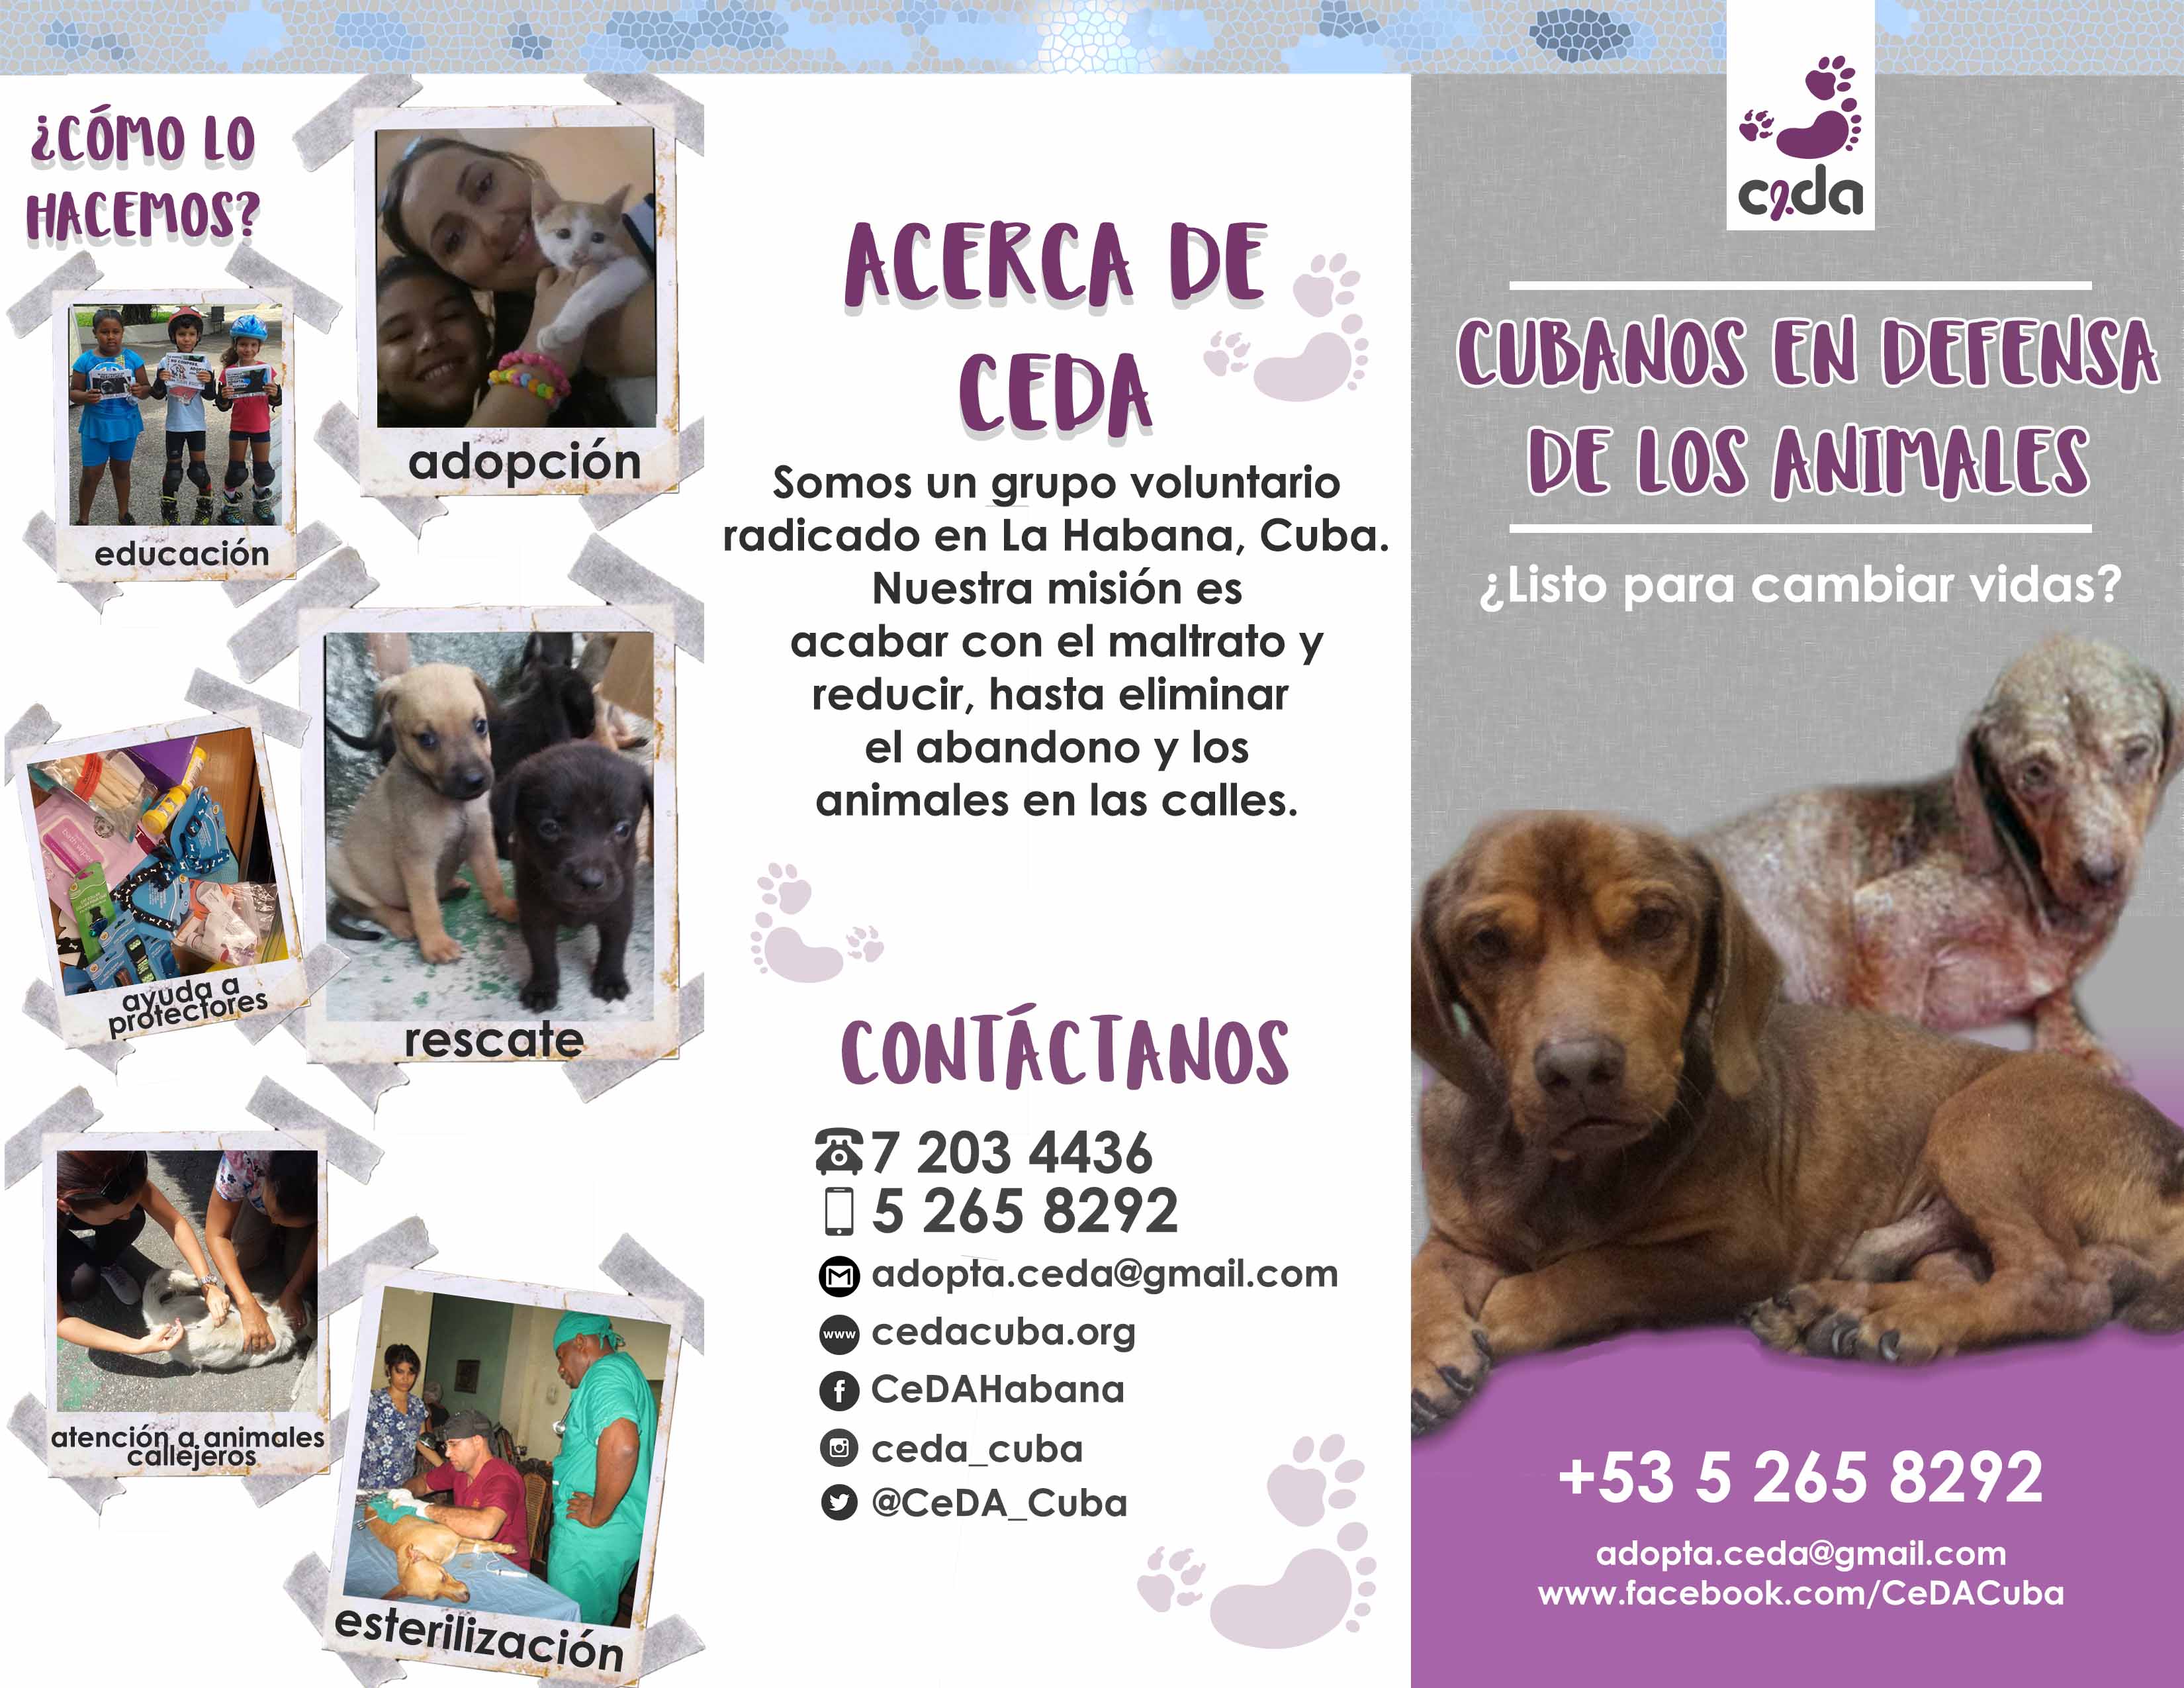 ¿CÓMO LO
HACEMOS?
educación
adopción
ayuda a
protectores
rescate
atención a animales
callejeros
esterilización
ACERCA DE
CEDA
Somos un grupo voluntario
radicado en La Habana, Cuba.
Nuestra misión es
acabar con el maltrato y
reducir, hasta eliminar
el abandono y los
animales en las calles.
CONTÁCTANOS
7 203 4436
5 265 8292
adopta.ceda@gmail.com
www cedacuba.org
CeDAHabana
ceda_cuba
@CeDA_Cuba
ceda
CUBANOS EN DEFENSA
DE LOS ANIMALES
¿Listo para cambiar vidas?
+53 5 265 8292
adopta.ceda@gmail.com
www.facebook.com/CeDACuba